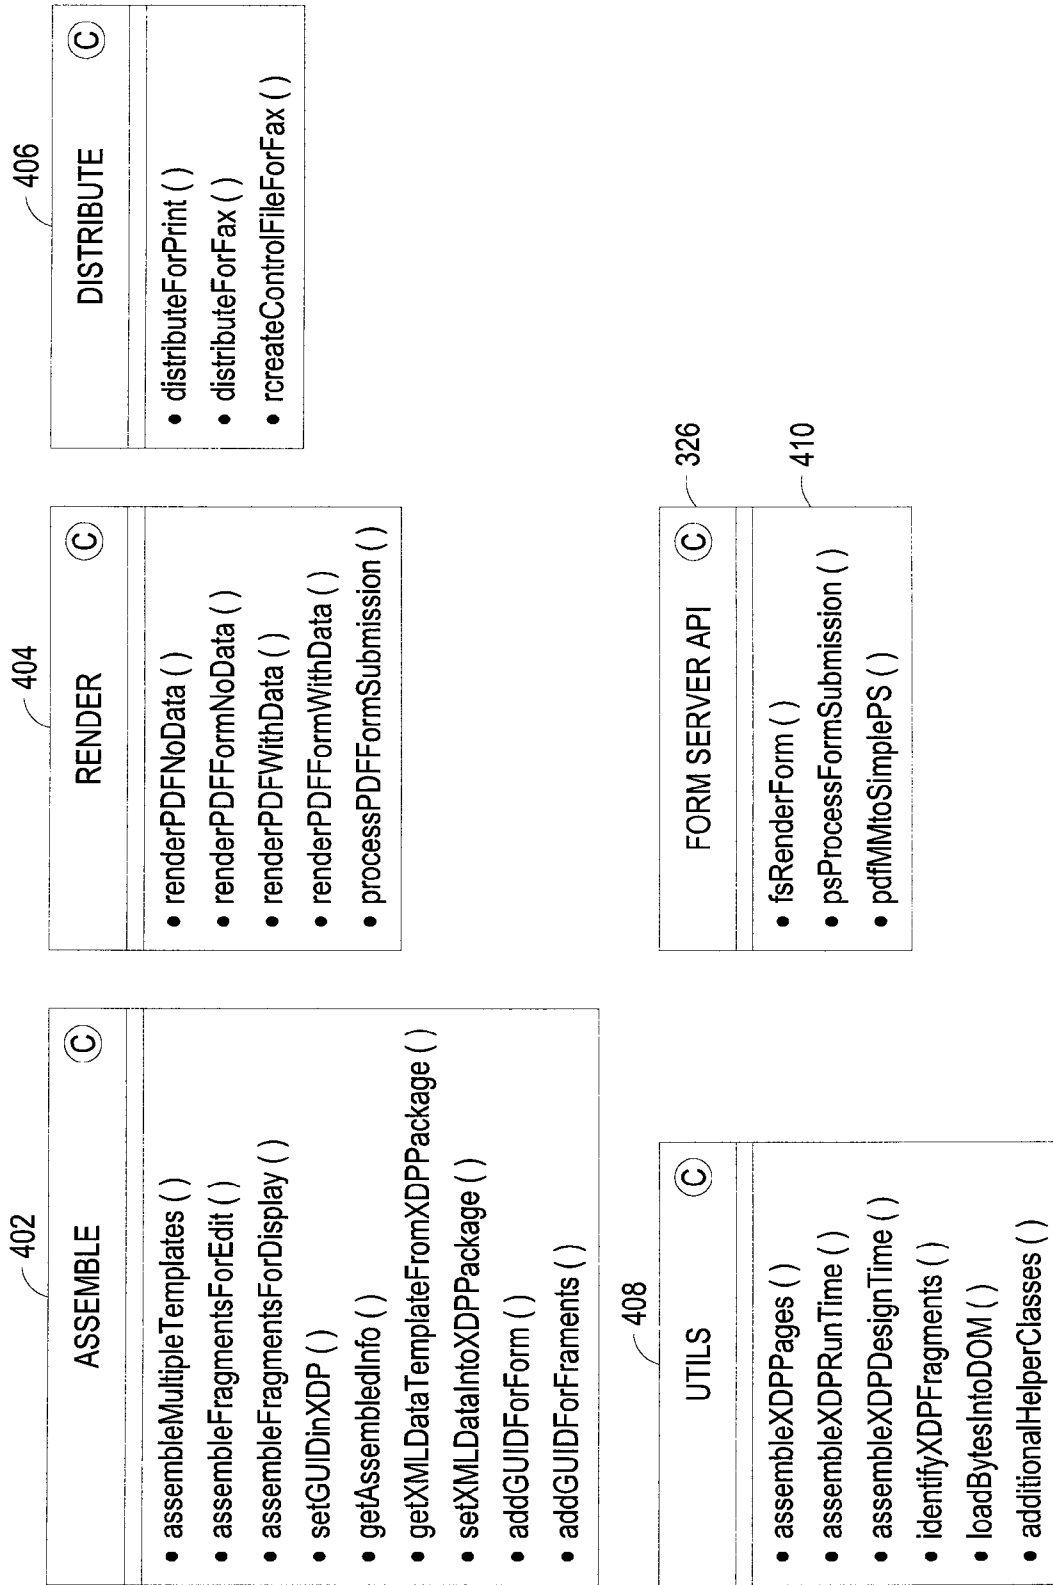 402
ASSEMBLE
C
• assembleMultipleTemplates ( )
• assembleFragmentsForEdit ( )
• assembleFragmentsForDisplay ( )
• setGUIDinXDP ( )
• getAssembledInfo ( )
• getXMLDataTemplateFromXDPPackage ( )
• setXMLDataIntoXDPPackage ( )
• addGUIDForForm ( )
• addGUIDForFraments ( )
404
RENDER
C
• renderPDFNoData ( )
• renderPDFFormNoData ( )
• renderPDFWithData ( )
• renderPDFFormWithData ( )
• processPDFFormSubmission ( )
406
DISTRIBUTE
C
• distributeForPrint ( )
• distributeForFax ( )
• rcreateControlFileForFax ( )
408
UTILS
C
• assembleXDPPages ( )
• assembleXDPRunTime ( )
• assembleXDPDesignTime ( )
• identifyXDPFragments ( )
• loadBytesIntoDOM ( )
• additionalHelperClasses ( )
326
FORM SERVER API
C
410
• fsRenderForm ( )
• psProcessFormSubmission ( )
• pdfMMtoSimplePS ( )